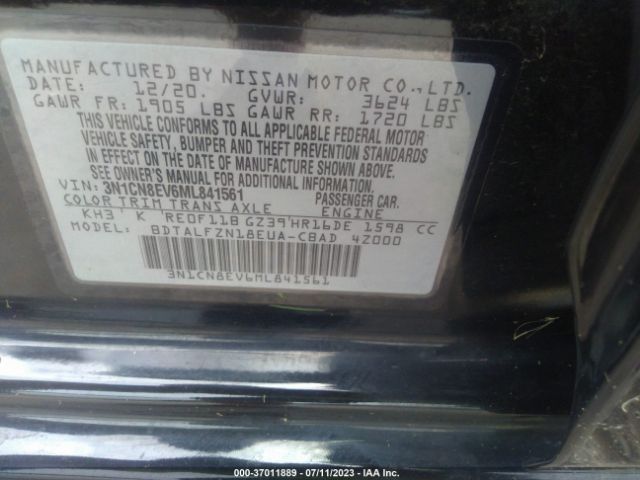 MANUFACTURED BY NISSAN MOTOR CO., LTD.
DATE: 12/20. GVWR: 3624 LBS
GAWR FR: 1905 LBS GAWR RR: 1720 LBS
THIS VEHICLE CONFORMS TO ALL APPLICABLE FEDERAL MOTOR
VEHICLE SAFETY, BUMPER AND THEFT PREVENTION STANDARDS
IN EFFECT ON THE DATE OF MANUFACTURE SHOWN ABOVE.
SEE OWNER'S MANUAL FOR ADDITIONAL INFORMATION.
VIN: 3N1CN8EV6ML841561 PASSENGER CAR.
COLOR TRIM TRANS AXLE ENGINE
KH3 K RE0F11B GZ39 HR16DE 1598 CC
MODEL: BDTALFZN18EUA-CBAD 4Z000
3N1CN8EV6ML841561
000-37011889 - 07/11/2023 - IAA Inc.